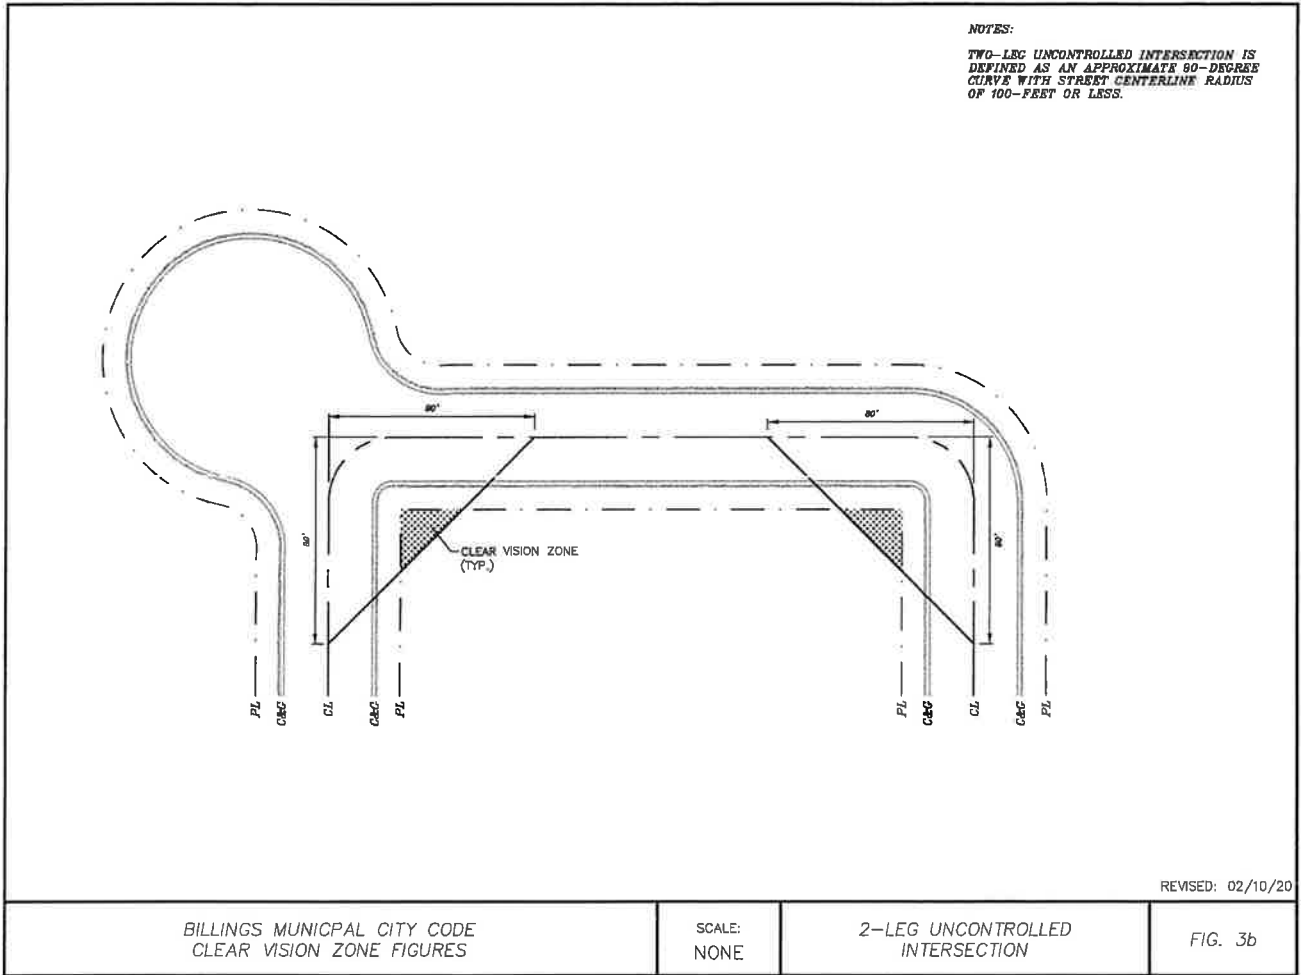 NOTES:
TWO-LEG UNCONTROLLED INTERSECTION IS
DEFINED AS AN APPROXIMATE 90-DEGREE
CURVE WITH STREET CENTERLINE RADIUS
OF 100-FEET OR LESS.
CLEAR VISION ZONE
(TYP.)
PL
C&G
CL
C&G
PL
PL
C&G
CL
C&G
PL
REVISED: 02/10/20
BILLINGS MUNICPAL CITY CODE
CLEAR VISION ZONE FIGURES
SCALE:
NONE
2-LEG UNCONTROLLED
INTERSECTION
FIG. 3b